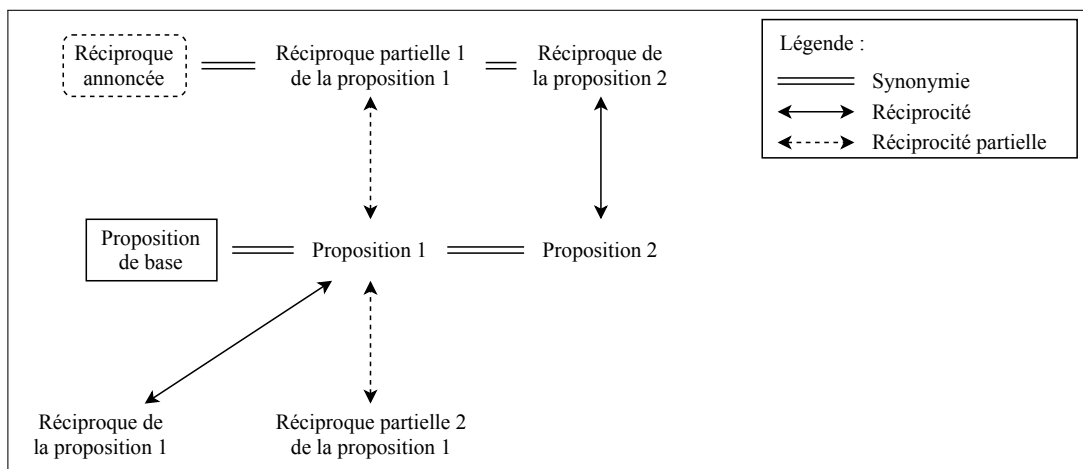 Réciproque
annoncée
Réciproque partielle 1
de la proposition 1
Réciproque de
la proposition 2
Légende :
Synonymie
Réciprocité
Réciprocité partielle
Proposition
de base
Proposition 1
Proposition 2
Réciproque de
la proposition 1
Réciproque partielle 2
de la proposition 1